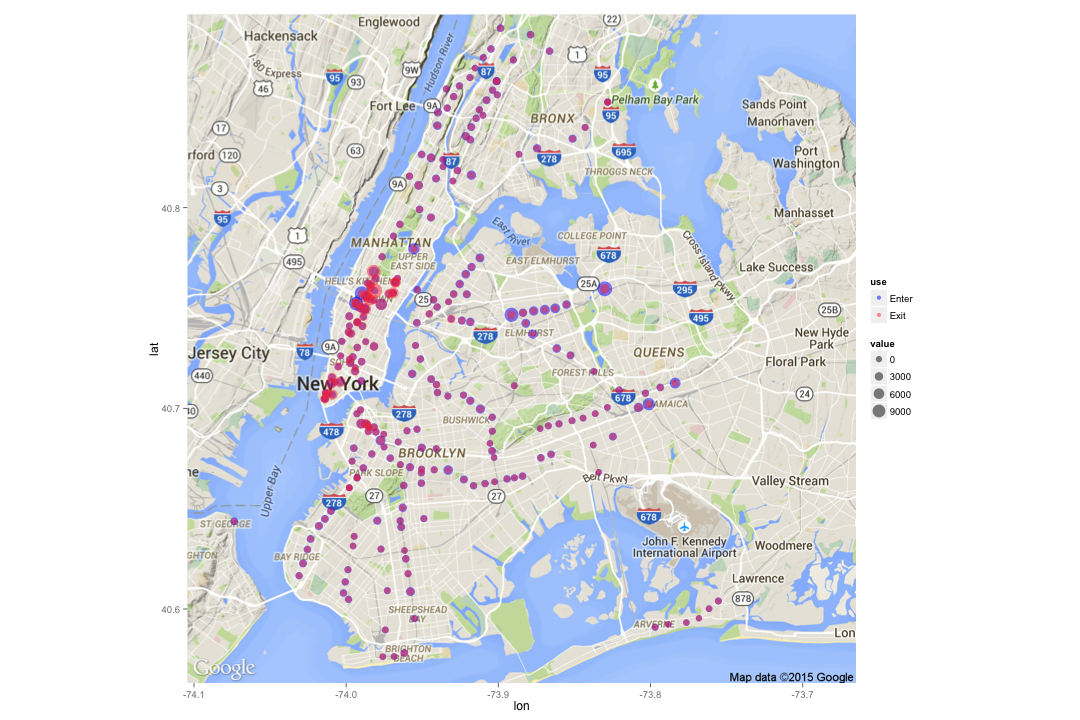 Englewood
22
Hackensack
Hudson River
1
I-80 Express
95
93
9W
87
95
46
Pelham Bay Park
Fort Lee
9A
Sands Point
95
Manorhaven
BRONX
17
rford
120
63
87
278
695
Port
Washington
THROGGS NECK
3
9A
40.8
95
Manhasset
East River
1
COLLEGE POINT
MANHATTAN
Cross Island Pkwy
UPPER
EAST SIDE
678
495
EAST ELMHURST
Lake Success
HELL'S KITCHEN
25A
295
use
25
Enter
495
25B
Exit
ELMHURST
278
New Hyde
Park
value
lat
9A
78
Jersey City
QUEENS
0
Floral Park
440
FOREST HILLS
3000
New York
678
24
6000
40.7
278
JAMAICA
9000
BUSHWICK
478
BROOKLYN
PARK SLOPE
Belt Pkwy
Valley Stream
ne
Upper Bay
278
27
27
678
ST GEORGE
John F. Kennedy
International Airport
Woodmere
GHTON
BAY RIDGE
Lawrence
878
40.6
SHEEPSHEAD
BAY
ARVERNE
Lon
BRIGHTON
BEACH
Google
Map data ©2015 Google
-74.1
-74.0
-73.9
-73.8
-73.7
lon